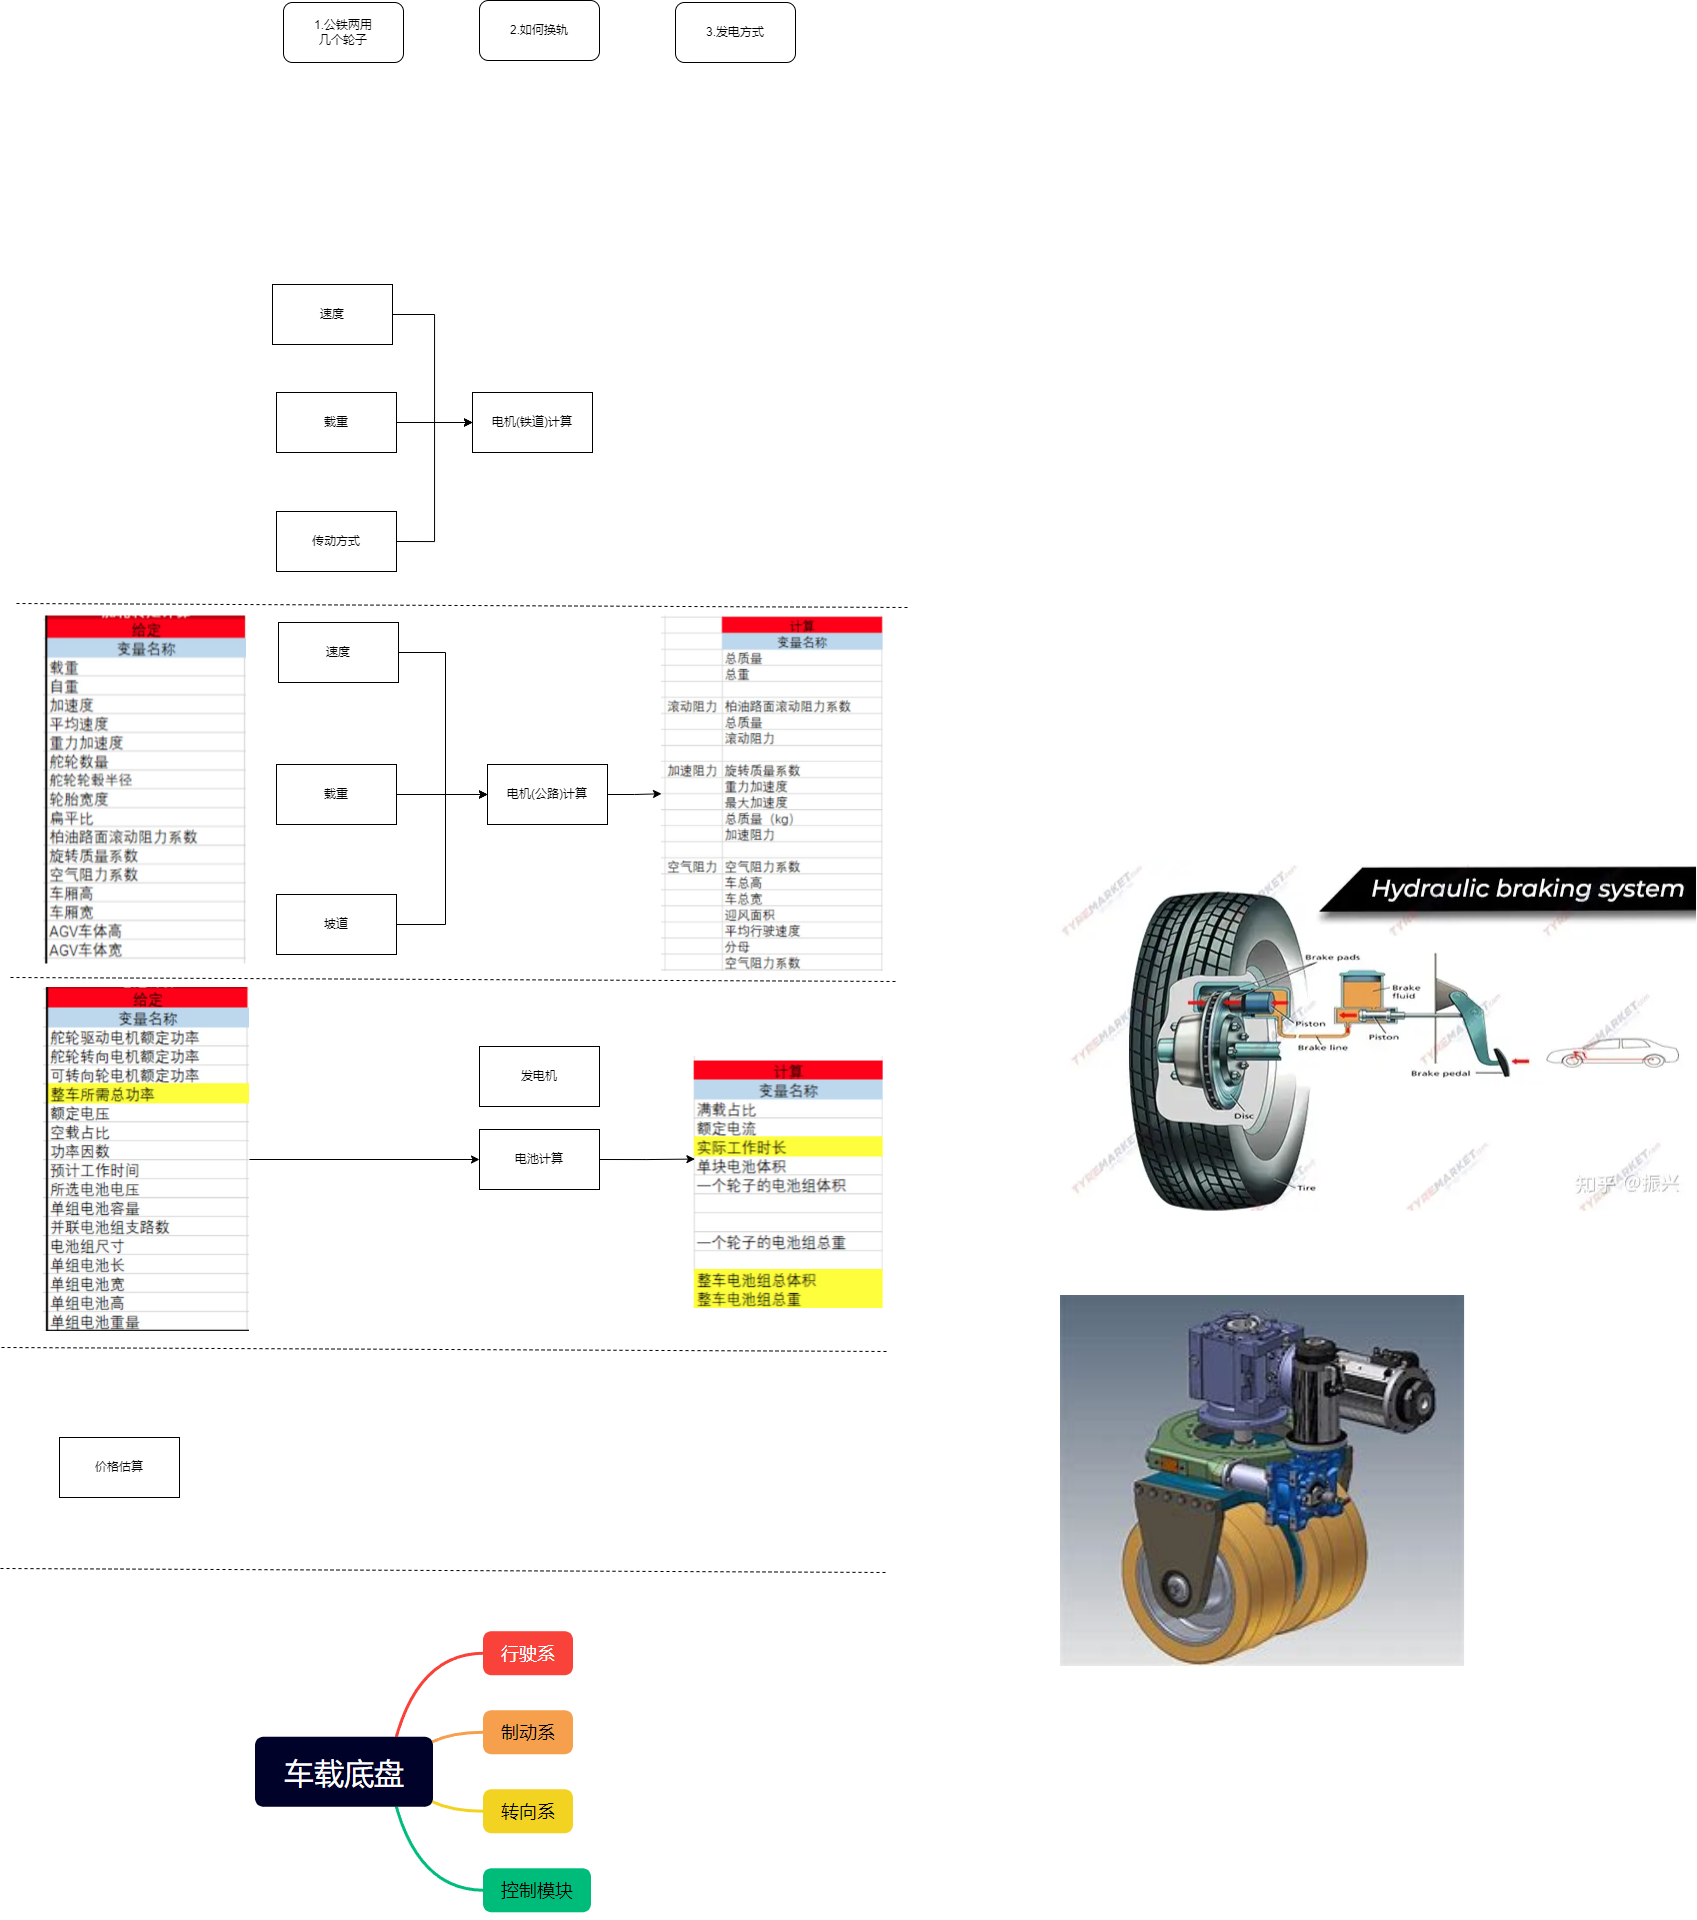 1.公铁两用
几个轮子
2.如何换轨
3.发电方式
速度
载重
电机(铁道)计算
传动方式
给定
变量名称
载重
自重
加速度
平均速度
重力加速度
舵轮数量
舵轮轮毂半径
轮胎宽度
扁平比
柏油路面滚动阻力系数
旋转质量系数
空气阻力系数
车厢高
车厢宽
AGV车体高
AGV车体宽
速度
载重
坡道
电机(公路)计算
计算
变量名称
总质量
总重
滚动阻力 柏油路面滚动阻力系数
总质量
滚动阻力
加速阻力 旋转质量系数
重力加速度
最大加速度
总质量（kg）
加速阻力
空气阻力 空气阻力系数
车总高
车总宽
迎风面积
平均行驶速度
分母
空气阻力系数
给定
变量名称
舵轮驱动电机额定功率
舵轮转向电机额定功率
可转向轮电机额定功率
整车所需总功率
额定电压
空载占比
功率因数
预计工作时间
所选电池电压
单组电池容量
并联电池组支路数
电池组尺寸
单组电池长
单组电池宽
单组电池高
单组电池重量
发电机
电池计算
计算
变量名称
满载占比
额定电流
实际工作时长
单块电池体积
一个轮子的电池组体积
一个轮子的电池组总重
整车电池组总体积
整车电池组总重
价格估算
车载底盘
行驶系
制动系
转向系
控制模块
Hydraulic braking system
Brake pads
Brake
fluid
Piston
Brake line
Piston
Brake pedal
Disc
Tire
TYREMARKET.com
知乎 @振兴